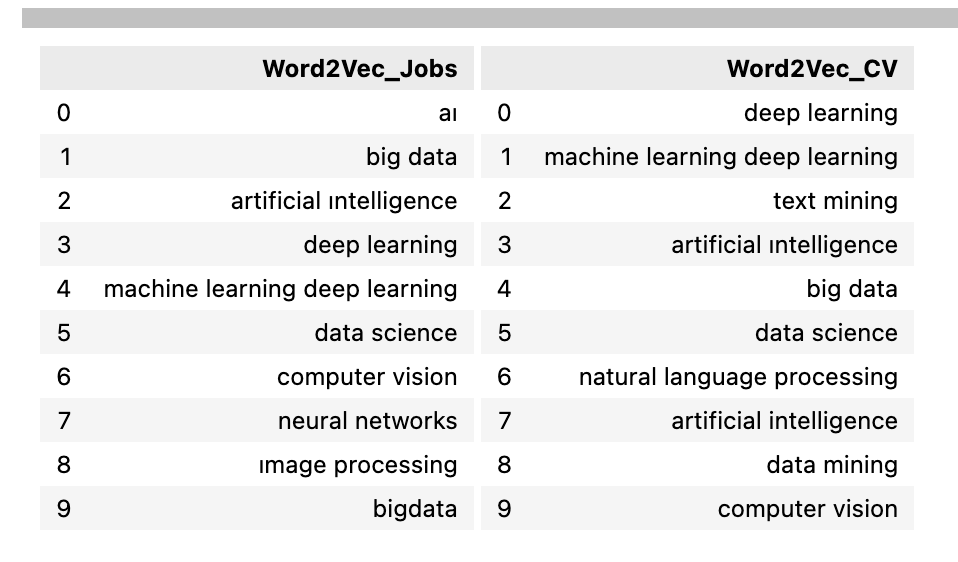 Word2Vec_Jobs Word2Vec_CV
0 aı 0 deep learning
1 big data 1 machine learning deep learning
2 artificial ıntelligence 2 text mining
3 deep learning 3 artificial ıntelligence
4 machine learning deep learning 4 big data
5 data science 5 data science
6 computer vision 6 natural language processing
7 neural networks 7 artificial intelligence
8 ımage processing 8 data mining
9 bigdata 9 computer vision